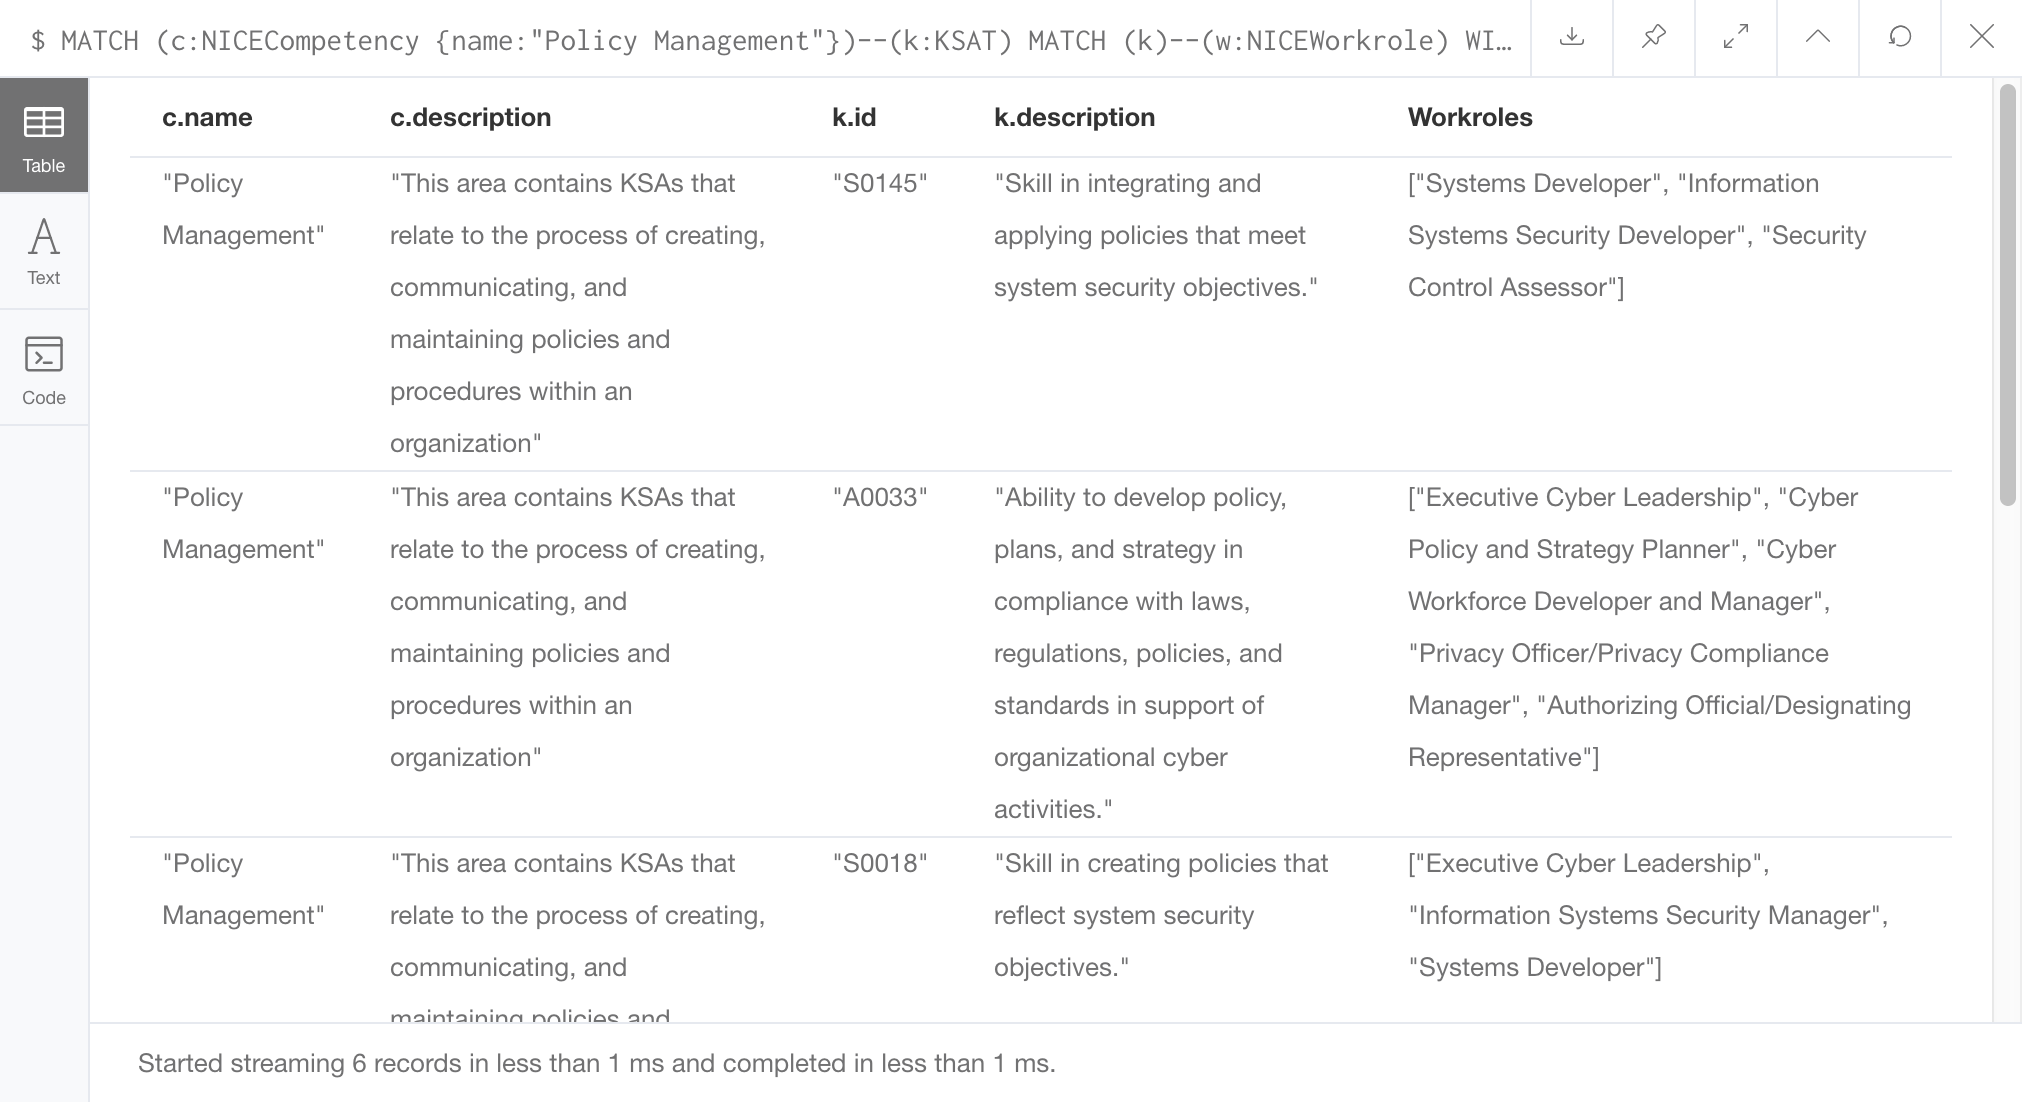 $ MATCH (c:NICECompetency {name:"Policy Management"})--(k:KSAT) MATCH (k)--(w:NICEWorkrole) WI…
Table
Text
Code
c.name c.description k.id k.description Workroles
"Policy "This area contains KSAs that "S0145" "Skill in integrating and ["Systems Developer", "Information
Management" relate to the process of creating, applying policies that meet Systems Security Developer", "Security
communicating, and system security objectives." Control Assessor"]
maintaining policies and
procedures within an
organization"
"Policy "This area contains KSAs that "A0033" "Ability to develop policy, ["Executive Cyber Leadership", "Cyber
Management" relate to the process of creating, plans, and strategy in Policy and Strategy Planner", "Cyber
communicating, and compliance with laws, Workforce Developer and Manager",
maintaining policies and regulations, policies, and "Privacy Officer/Privacy Compliance
procedures within an standards in support of Manager", "Authorizing Official/Designating
organization" organizational cyber Representative"]
activities."
"Policy "This area contains KSAs that "S0018" "Skill in creating policies that ["Executive Cyber Leadership",
Management" relate to the process of creating, reflect system security "Information Systems Security Manager",
communicating, and objectives." "Systems Developer"]
maintaining policies and
Started streaming 6 records in less than 1 ms and completed in less than 1 ms.